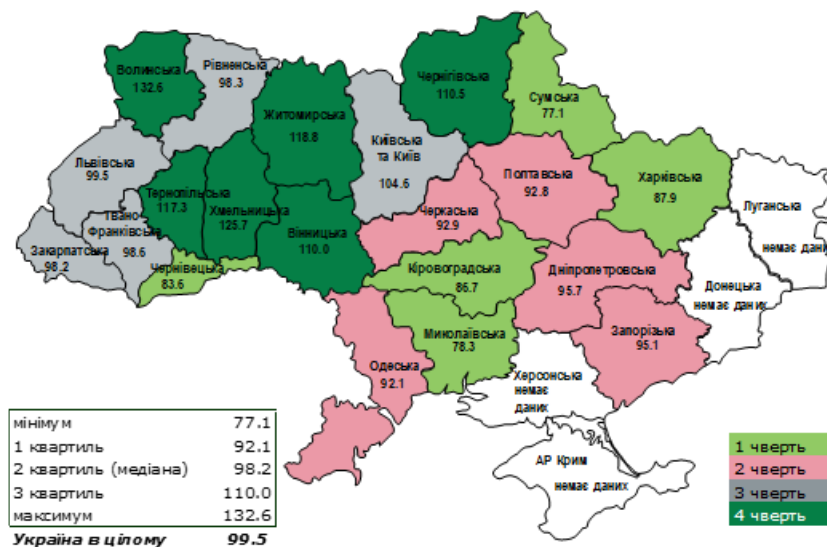 Волинська
132.6
Рівненська
98.3
Житомирська
118.8
Київська
та Київ
104.6
Чернігівська
110.5
Сумська
77.1
Львівська
99.5
Тернопільська
117.3
Хмельницька
125.7
Вінницька
110.0
Черкаська
92.9
Полтавська
92.8
Харківська
87.9
Луганська
немає даних
Закарпатська
98.2
Івано-
Франківська
98.6
Чернівецька
83.6
Кіровоградська
86.7
Дніпропетровська
95.7
Донецька
немає даних
Миколаївська
78.3
Запорізька
95.1
Одеська
92.1
Херсонська
немає
даних
АР Крим
немає даних
мінімум 77.1
1 квартиль 92.1
2 квартиль (медіана) 98.2
3 квартиль 110.0
максимум 132.6
Україна в цілому 99.5
1 чверть
2 чверть
3 чверть
4 чверть